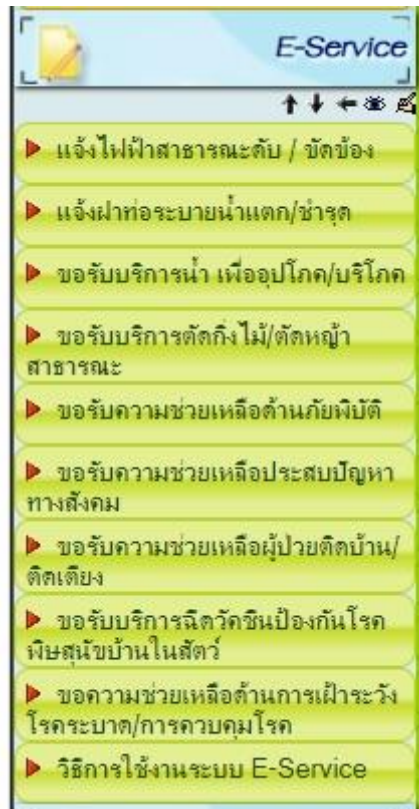 E-Service
แจ้งไฟฟ้าสาธารณะดับ / ขัดข้อง
แจ้งฝาท่อระบายน้ำแตก/ชำรุด
ขอรับบริการน้ำ เพื่ออุปโภค/บริโภค
ขอรับบริการตัดกิ่งไม้/ตัดหญ้า
สาธารณะ
ขอรับความช่วยเหลือด้านภัยพิบัติ
ขอรับความช่วยเหลือประสบปัญหา
ทางสังคม
ขอรับความช่วยเหลือผู้ป่วยติดบ้าน/
ติดเตียง
ขอรับบริการฉีดวัคซีนป้องกันโรค
พิษสุนัขบ้านในสัตว์
ขอความช่วยเหลือด้านการเฝ้าระวัง
โรคระบาด/การควบคุมโรค
วิธีการใช้งานระบบ E-Service